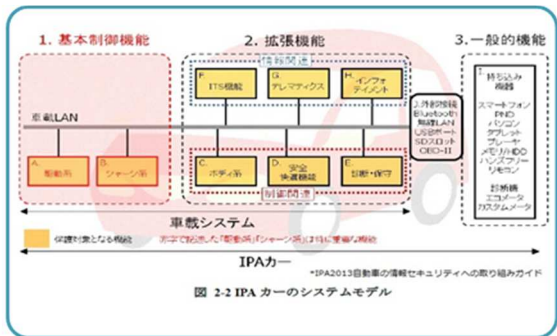 1. 基本制御機能
2. 拡張機能
3. 一般的機能
情報関連
F.
ITS機能
G.
テレマティクス
H.
インフォ
テイメント
車載LAN
A.
駆動系
B.
シャーシ系
C.
ボディ系
D.
安全
快適機能
E.
診断・保守
制御関連
J.外部接続
Bluetooth
無線LAN
USBポート
SDスロット
OBD-II
I.
持ち込み
機器
スマートフォン
PND
パソコン
タブレット
プレーヤ
メモリ/HDD
ハンズフリー
リモコン
診断機
エコメータ
カスタムメータ
車載システム
保護対象となる機能
赤字で記述した「駆動系」「シャーシ系」は特に重要な機能
IPAカー
*IPA2013自動車の情報セキュリティへの取り組みガイド
図 2-2 IPA カーのシステムモデル